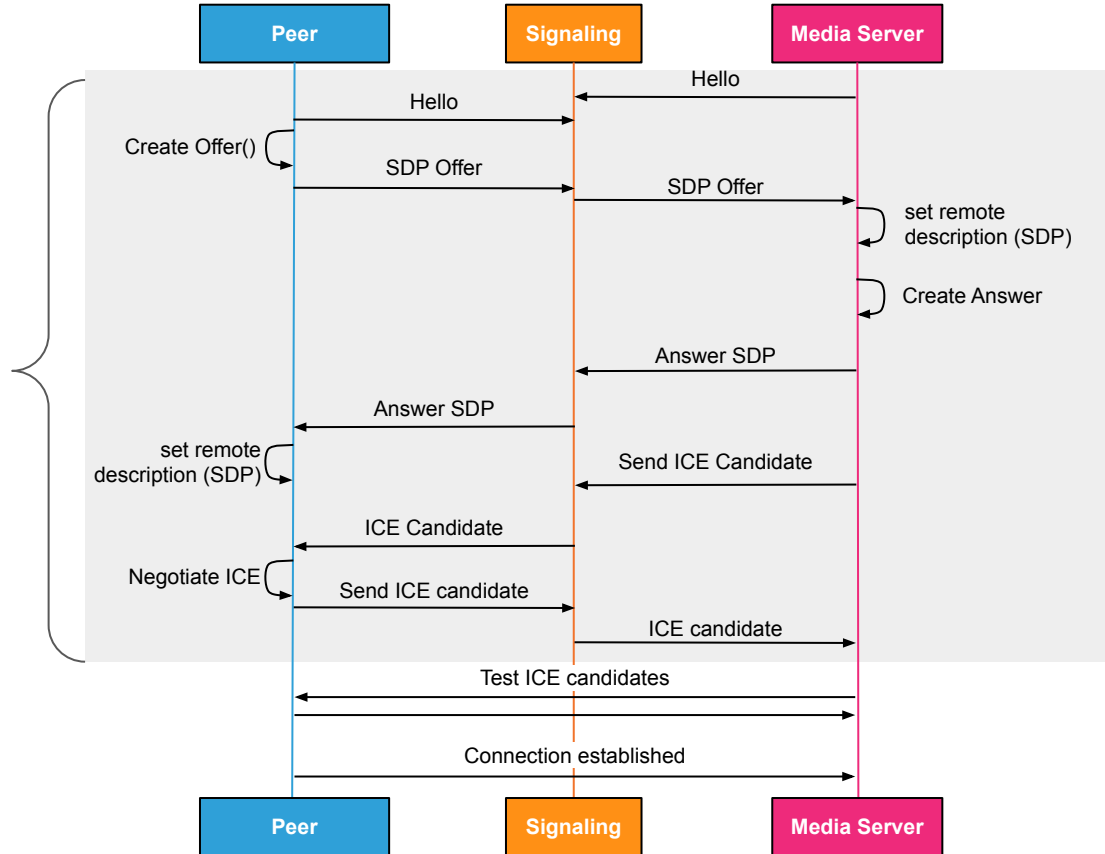 Peer
Signaling
Media Server
Hello
Hello
Create Offer()
SDP Offer
SDP Offer
set remote
description (SDP)
Create Answer
Answer SDP
Answer SDP
set remote
description (SDP)
Send ICE Candidate
ICE Candidate
Negotiate ICE
Send ICE candidate
ICE candidate
Test ICE candidates
Connection established
Peer
Signaling
Media Server